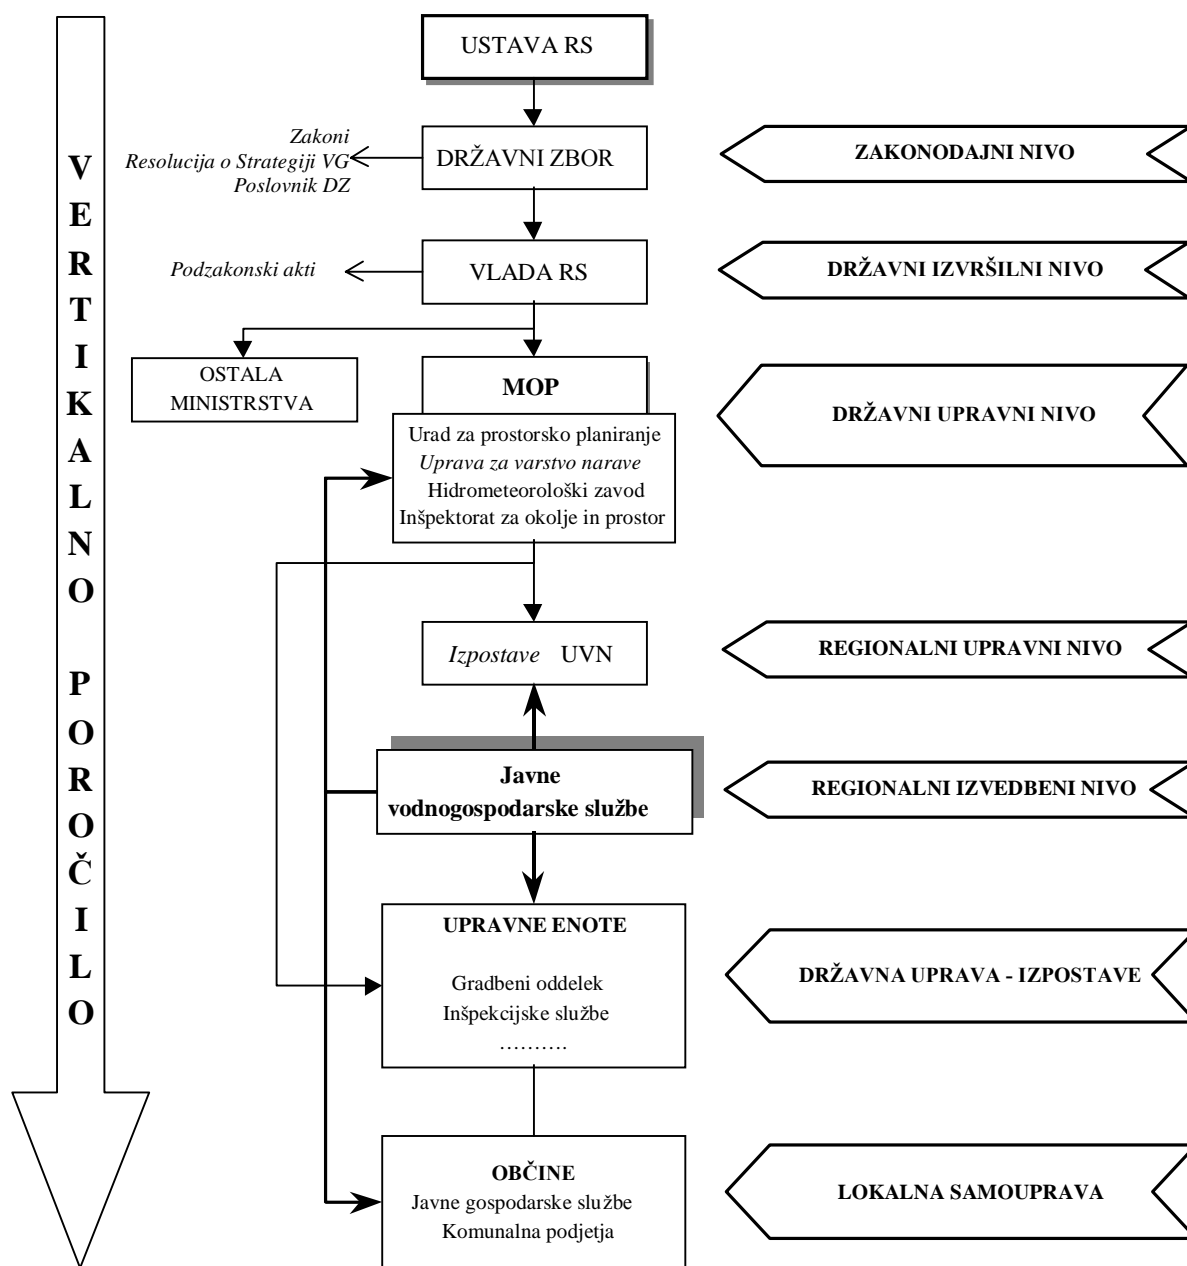 USTAVA RS
Zakoni
Resolucija o Strategiji VG
Poslovnik DZ
DRŽAVNI ZBOR
ZAKONODAJNI NIVO
Podzakonski akti
VLADA RS
DRŽAVNI IZVRŠILNI NIVO
OSTALA
MINISTRSTVA
MOP
DRŽAVNI UPRAVNI NIVO
Urad za prostorsko planiranje
Uprava za varstvo narave
Hidrometeorološki zavod
Inšpektorat za okolje in prostor
Izpostave UVN
REGIONALNI UPRAVNI NIVO
Javne
vodnogospodarske službe
REGIONALNI IZVEDBENI NIVO
UPRAVNE ENOTE
Gradbeni oddelek
Inšpekcijske službe
..........
DRŽAVNA UPRAVA - IZPOSTAVE
OBČINE
Javne gospodarske službe
Komunalna podjetja
LOKALNA SAMOUPRAVA
VERTIKALNO POROČILO